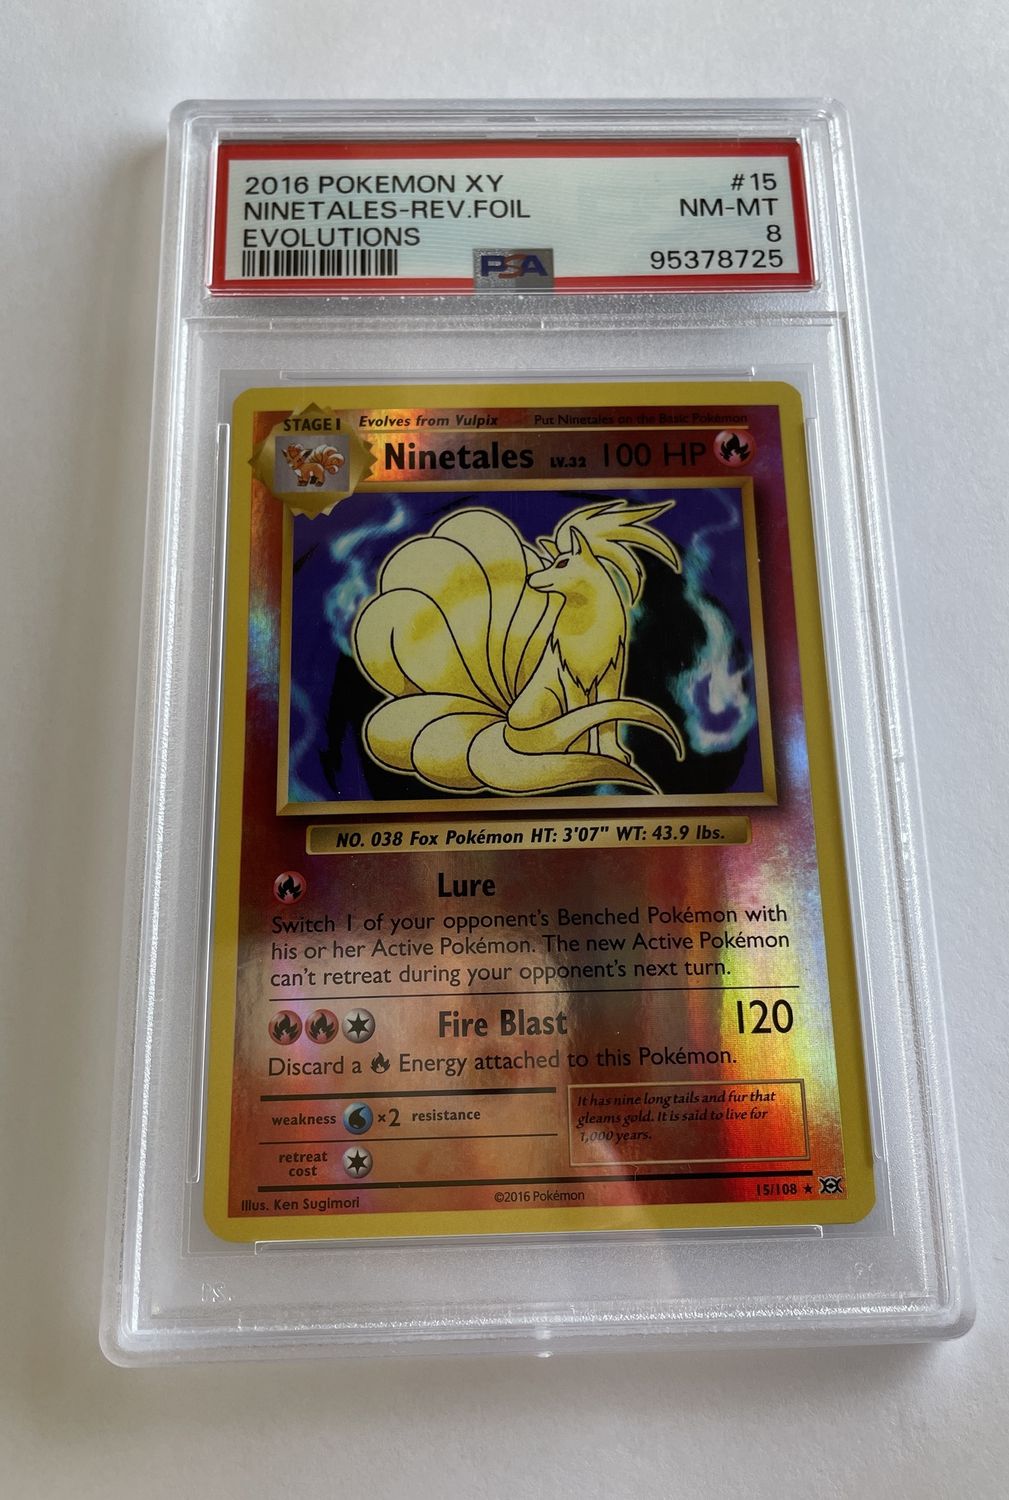 2016 POKEMON XY #15
NINETALES-REV.FOIL NM-MT
EVOLUTIONS 8
PSA 95378725
STAGE 1 Evolves from Vulpix Put Ninetales on the Basic Pokémon
Ninetales LV.32 100 HP
NO. 038 Fox Pokémon HT: 3'07" WT: 43.9 lbs.
Lure
Switch 1 of your opponent's Benched Pokémon with
his or her Active Pokémon. The new Active Pokémon
can't retreat during your opponent's next turn.
Fire Blast 120
Discard a Energy attached to this Pokémon.
weakness ×2 resistance
It has nine long tails and fur that
gleams gold. It is said to live for
1,000 years.
retreat
cost
15/108 ★ XY
Illus. Ken Sugimori ©2016 Pokémon